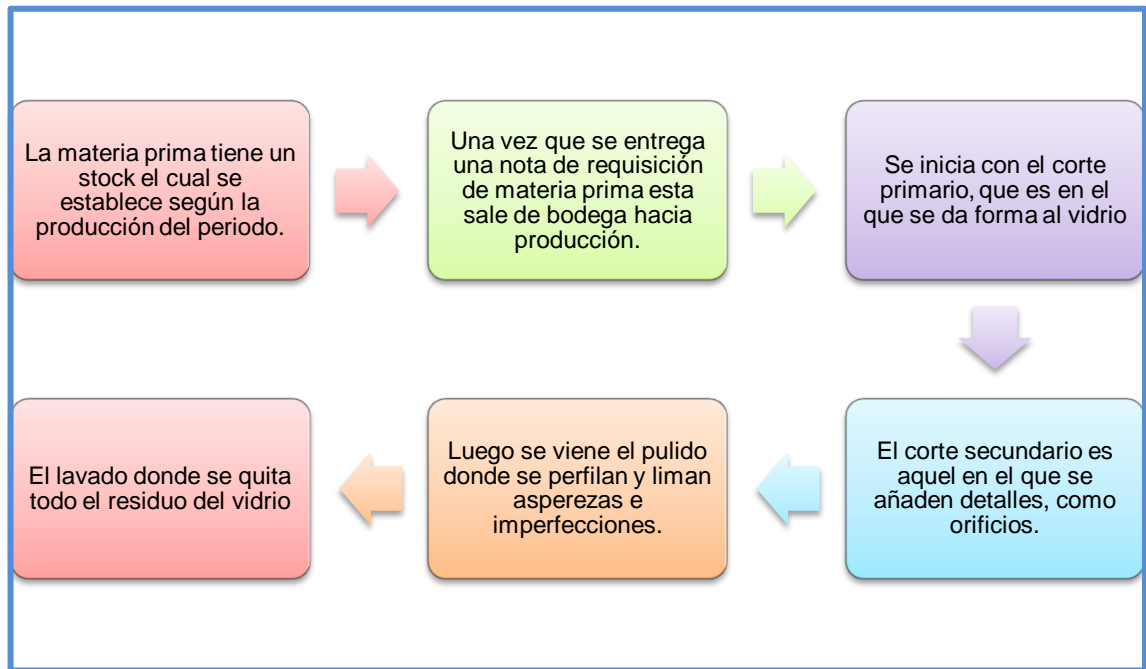 La materia prima tiene un
stock el cual se
establece según la
producción del periodo.
Una vez que se entrega
una nota de requisición
de materia prima esta
sale de bodega hacia
producción.
Se inicia con el corte
primario, que es en el
que se da forma al vidrio
El corte secundario es
aquel en el que se
añaden detalles, como
orificios.
Luego se viene el pulido
donde se perfilan y liman
asperezas e
imperfecciones.
El lavado donde se quita
todo el residuo del vidrio